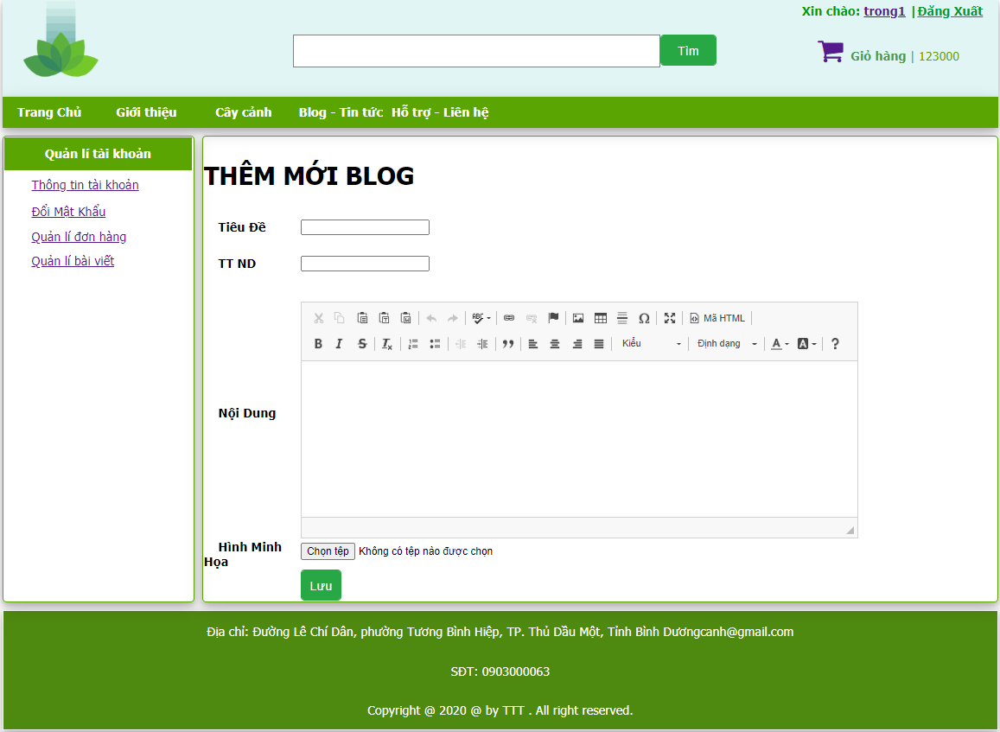 Xin chào: trong1 | Đăng Xuất
Tìm
Giỏ hàng | 123000
Trang Chủ Giới thiệu Cây cảnh Blog - Tin tức Hỗ trợ - Liên hệ
Quản lí tài khoản
Thông tin tài khoản
Đổi Mật Khẩu
Quản lí đơn hàng
Quản lí bài viết
THÊM MỚI BLOG
Tiêu Đề
TT ND
Mã HTML
Kiểu Định dạng
Nội Dung
Hình Minh Họa
Chọn tệp Không có tệp nào được chọn
Lưu
Địa chỉ: Đường Lê Chí Dân, phường Tương Bình Hiệp, TP. Thủ Dầu Một, Tỉnh Bình Dươngcanh@gmail.com
SĐT: 0903000063
Copyright @ 2020 @ by TTT . All right reserved.